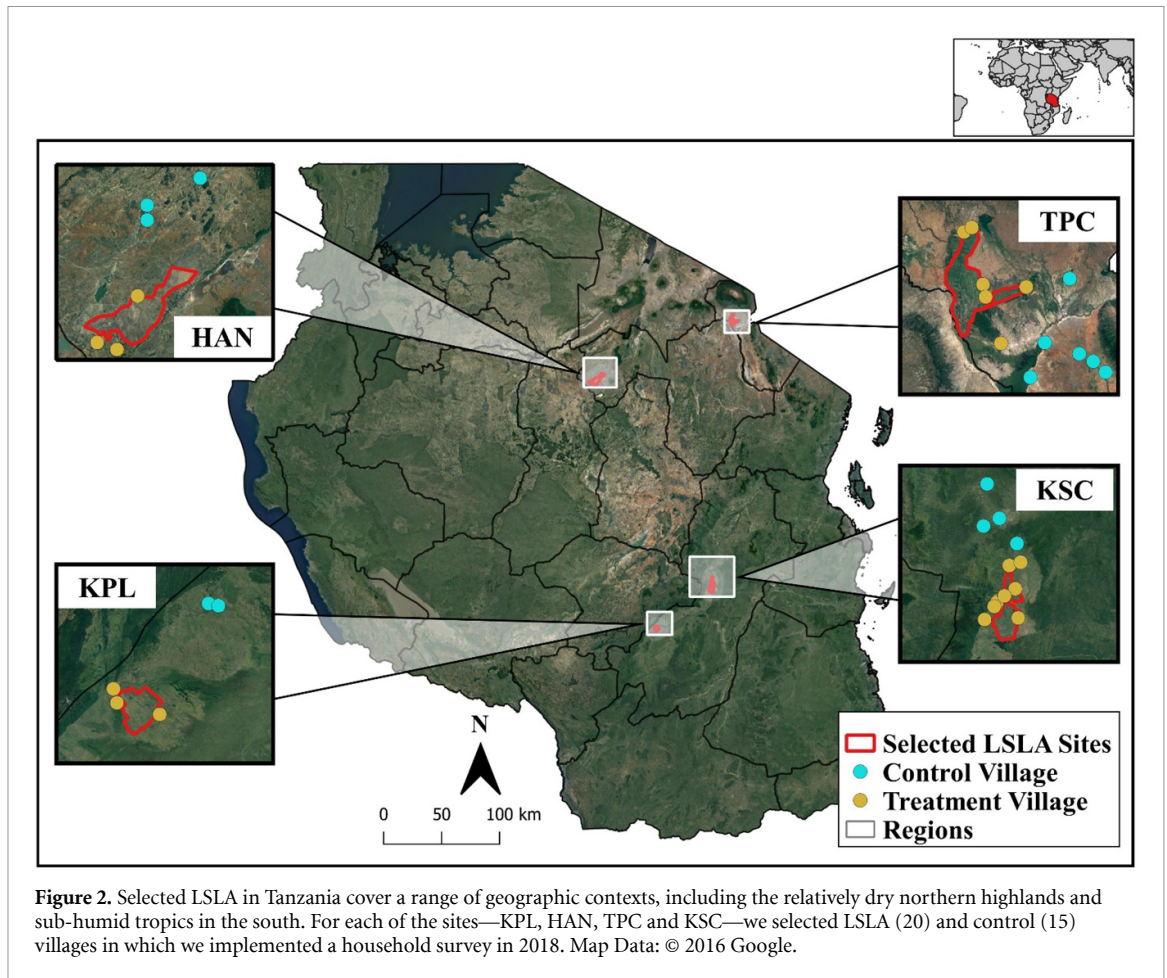 HAN
TPC
KSC
KPL
N
0 50 100 km
Selected LSLA Sites
Control Village
Treatment Village
Regions
Figure 2. Selected LSLA in Tanzania cover a range of geographic contexts, including the relatively dry northern highlands and
sub-humid tropics in the south. For each of the sites—KPL, HAN, TPC and KSC—we selected LSLA (20) and control (15)
villages in which we implemented a household survey in 2018. Map Data: © 2016 Google.